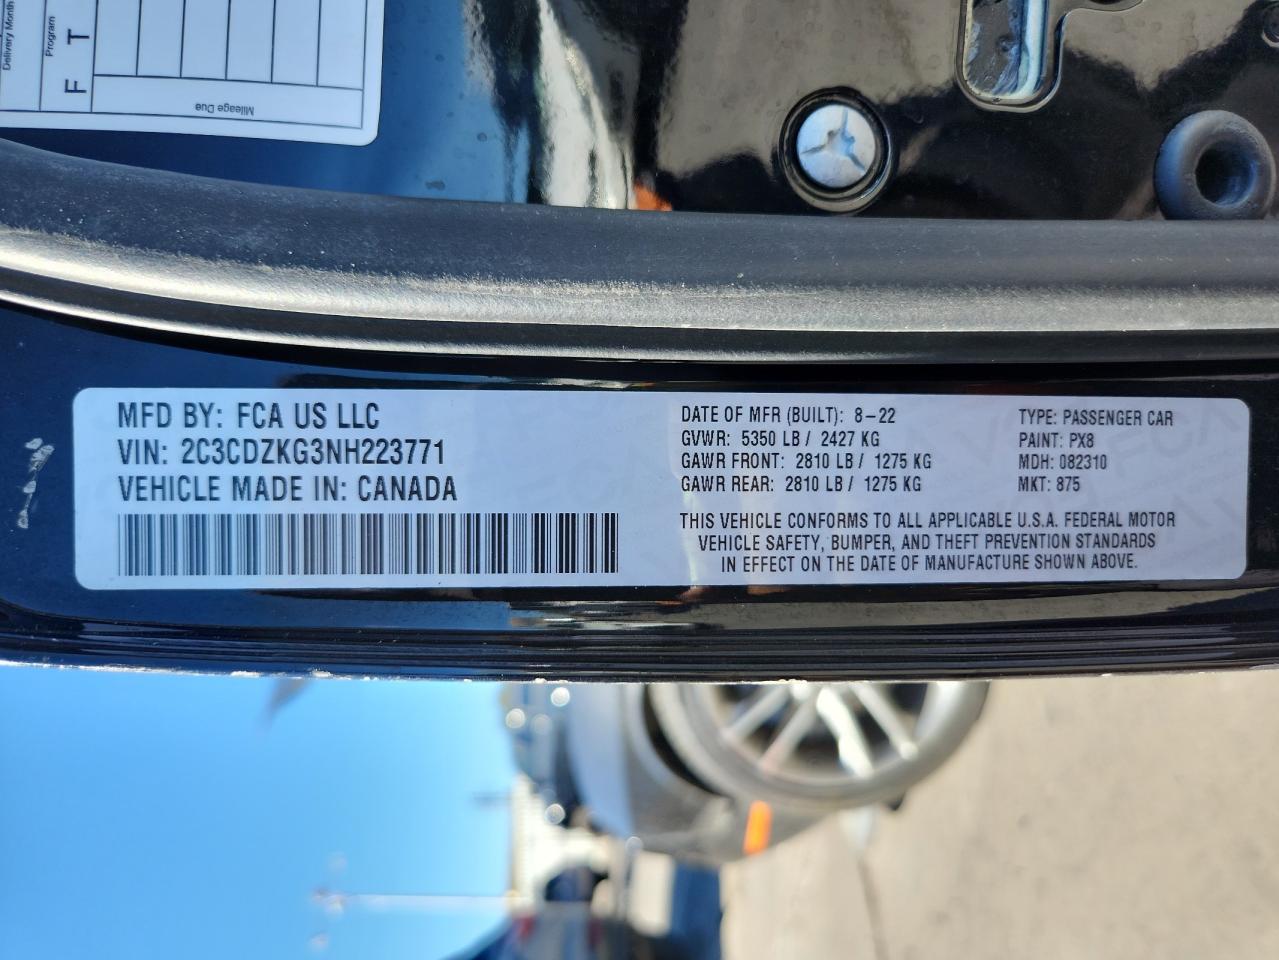 Delivery Month
Program
F T
Mileage Due
MFD BY: FCA US LLC
VIN: 2C3CDZKG3NH223771
VEHICLE MADE IN: CANADA
DATE OF MFR (BUILT): 8-22
GVWR: 5350 LB / 2427 KG
GAWR FRONT: 2810 LB / 1275 KG
GAWR REAR: 2810 LB / 1275 KG
TYPE: PASSENGER CAR
PAINT: PX8
MDH: 082310
MKT: 875
THIS VEHICLE CONFORMS TO ALL APPLICABLE U.S.A. FEDERAL MOTOR
VEHICLE SAFETY, BUMPER, AND THEFT PREVENTION STANDARDS
IN EFFECT ON THE DATE OF MANUFACTURE SHOWN ABOVE.